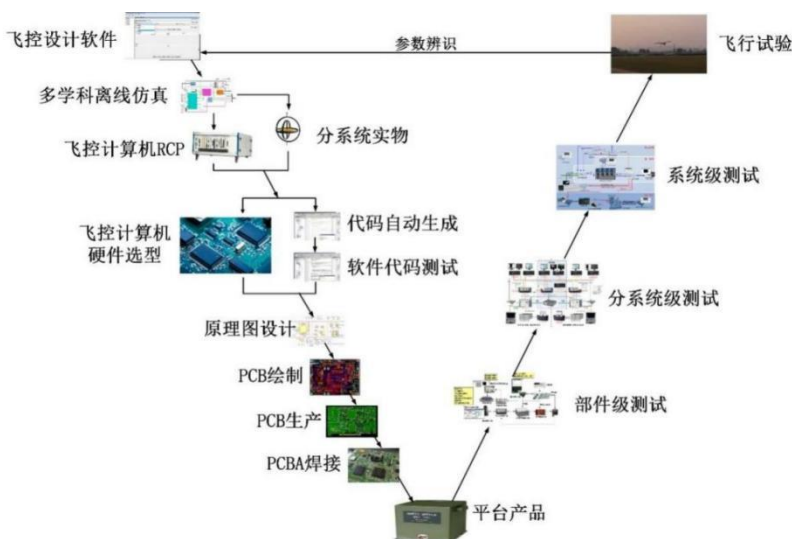 飞控设计软件
参数辨识
飞行试验
多学科离线仿真
分系统实物
飞控计算机RCP
系统级测试
飞控计算机
硬件选型
代码自动生成
软件代码测试
分系统级测试
原理图设计
PCB绘制
部件级测试
PCB生产
PCBA焊接
平台产品